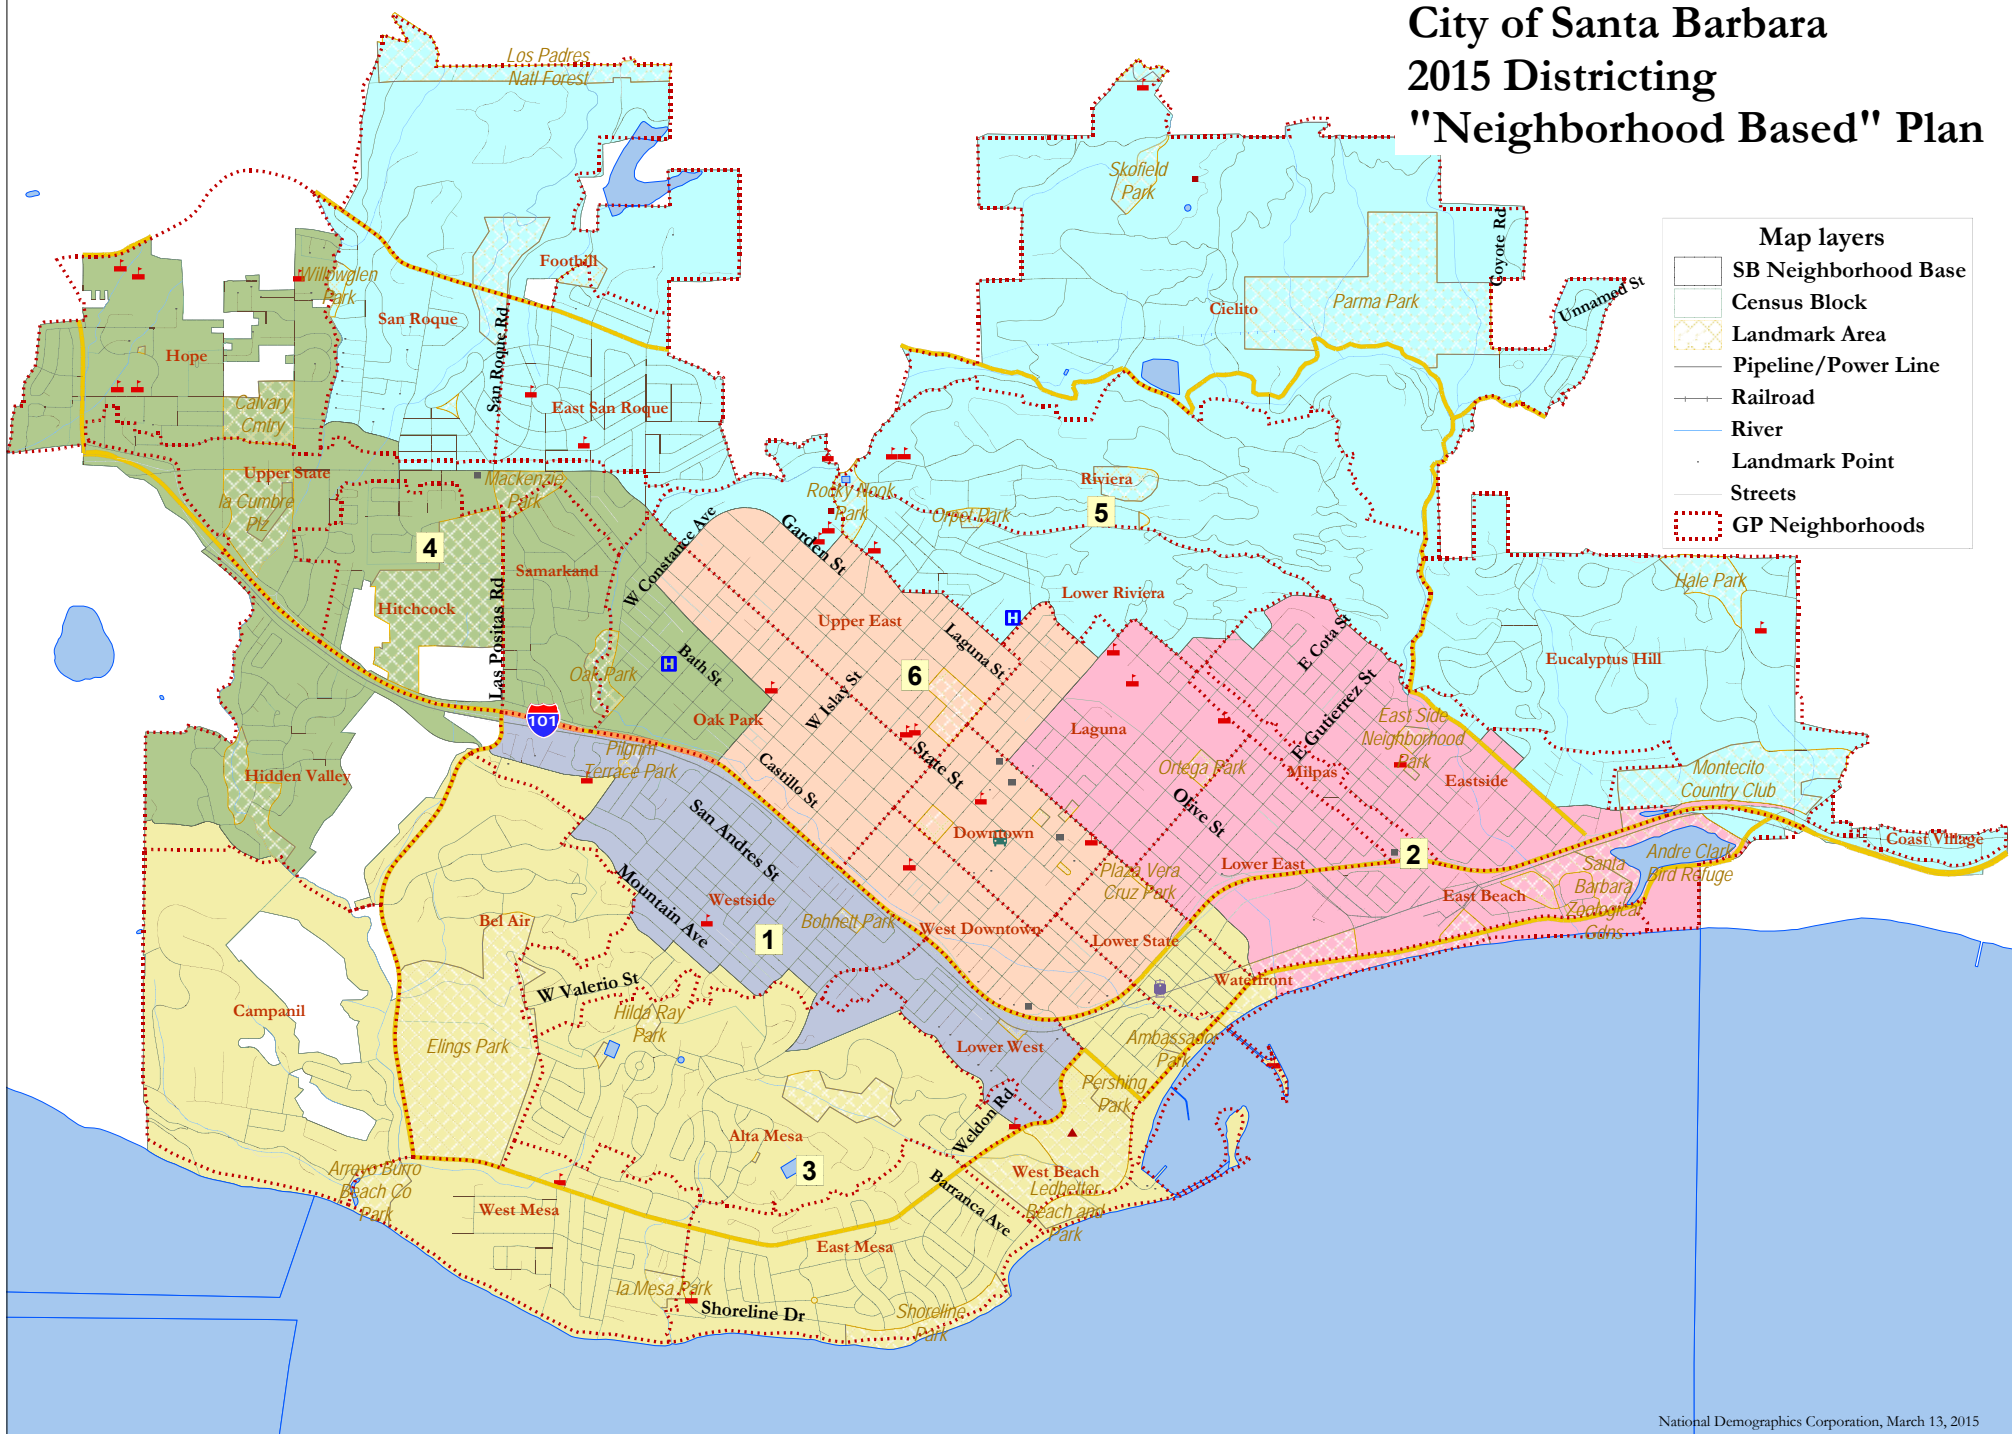 City of Santa Barbara
2015 Districting
"Neighborhood Based" Plan
Map layers
SB Neighborhood Base
Census Block
Landmark Area
Pipeline/Power Line
Railroad
River
Landmark Point
Streets
GP Neighborhoods
Los Padres
Natl Forest
Skofield
Park
Coyote Rd
Unnamed St
Foothill
Willowglen
Park
San Roque
San Roque Rd
Cielito
Parma Park
Hope
Calvary
Cmtry
East San Roque
Upper State
la Cumbre
Plz
Mackenzie
Park
Rocky Nook
Park
Orpet Park
Riviera
5
4
W Constance Ave
Garden St
Samarkand
Hitchcock
Las Positas Rd
Lower Riviera
Hale Park
Upper East
Laguna St
E Cota St
Eucalyptus Hill
H
H
Bath St
Oak Park
6
W Islay St
E Gutierrez St
Oak Park
101
Laguna
East Side
Neighborhood
Park
Pilgrim
Terrace Park
Hidden Valley
Castillo St
State St
Ortega Park
Milpas
Eastside
Montecito
Country Club
San Andres St
Olive St
Downtown
Coast Village
2
Lower East
Andre Clark
Bird Refuge
Santa
Barbara
Zoological
Gdns
Plaza Vera
Cruz Park
East Beach
Mountain Ave
Westside
Bohnett Park
Bel Air
1
West Downtown
Lower State
Waterfront
W Valerio St
Campanil
Hilda Ray
Park
Elings Park
Lower West
Ambassador
Park
Pershing
Park
Weldon Rd
Alta Mesa
3
Arroyo Burro
Beach Co
Park
West Beach
Ledbetter
Beach and
Park
Barranca Ave
West Mesa
East Mesa
la Mesa Park
Shoreline Dr
Shoreline
Park
National Demographics Corporation, March 13, 2015